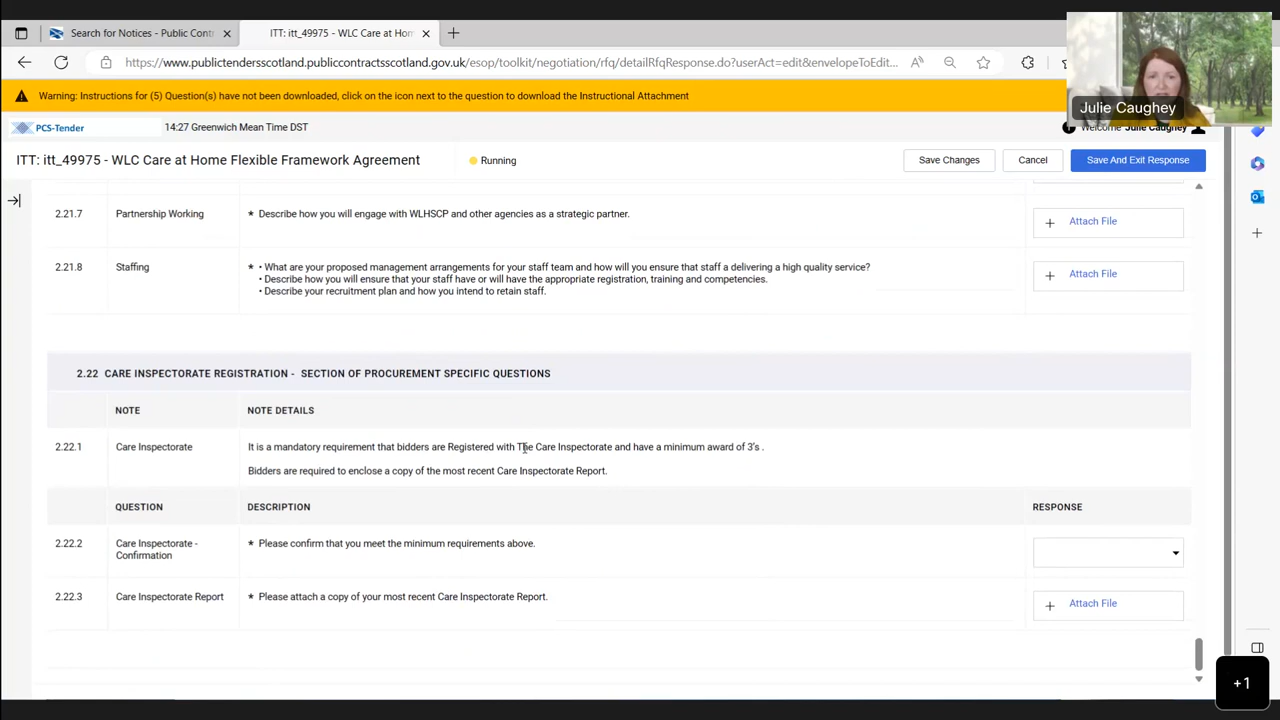 Search for Notices - Public Contr
ITT: itt_49975 - WLC Care at Hom
https://www.publictendersscotland.publiccontractsscotland.gov.uk/esop/toolkit/negotiation/rfq/detailRfqResponse.do?userAct=edit&envelopeToEdit...
Julie Caughey
Warning: Instructions for (5) Question(s) have not been downloaded, click on the icon next to the question to download the Instructional Attachment
PCS-Tender
14:27 Greenwich Mean Time DST
Welcome Julie Caughey
ITT: itt_49975 - WLC Care at Home Flexible Framework Agreement
Running
Save Changes
Cancel
Save And Exit Response
2.21.7
Partnership Working
* Describe how you will engage with WLHSCP and other agencies as a strategic partner.
+ Attach File
2.21.8
Staffing
* • What are your proposed management arrangements for your staff team and how will you ensure that staff a delivering a high quality service?
• Describe how you will ensure that your staff have or will have the appropriate registration, training and competencies.
• Describe your recruitment plan and how you intend to retain staff.
+ Attach File
2.22 CARE INSPECTORATE REGISTRATION - SECTION OF PROCUREMENT SPECIFIC QUESTIONS
NOTE
NOTE DETAILS
2.22.1
Care Inspectorate
It is a mandatory requirement that bidders are Registered with The Care Inspectorate and have a minimum award of 3's .
Bidders are required to enclose a copy of the most recent Care Inspectorate Report.
QUESTION
DESCRIPTION
RESPONSE
2.22.2
Care Inspectorate -
Confirmation
* Please confirm that you meet the minimum requirements above.
2.22.3
Care Inspectorate Report
* Please attach a copy of your most recent Care Inspectorate Report.
+ Attach File
+1